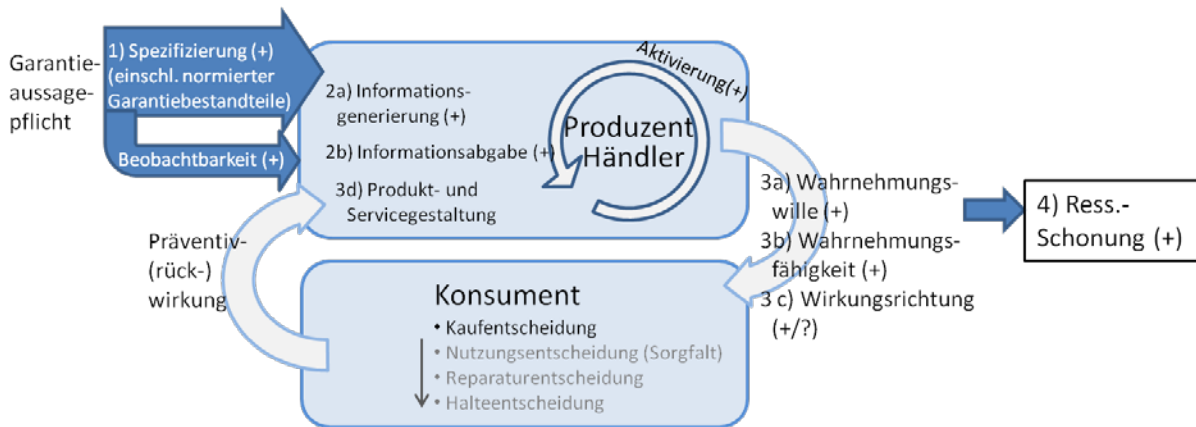 Garantie-
aussage-
pflicht
1) Spezifizierung (+)
(einschl. normierter
Garantiebestandteile)
Beobachtbarkeit (+)
2a) Informations-
generierung (+)
2b) Informationsabgabe (+)
3d) Produkt- und
Servicegestaltung
Aktivierung(+)
Produzent
Händler
3a) Wahrnehmungs-
wille (+)
3b) Wahrnehmungs-
fähigkeit (+)
3 c) Wirkungsrichtung
(+/?)
4) Ress.-
Schonung (+)
Präventiv-
(rück-)
wirkung
Konsument
• Kaufentscheidung
• Nutzungsentscheidung (Sorgfalt)
• Reparaturentscheidung
• Halteentscheidung